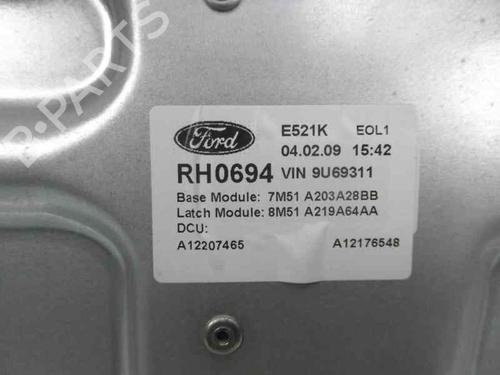 B-PARTS
Ford
E521K EOL1
04.02.09 15:42
RH0694 VIN 9U69311
Base Module: 7M51 A203A28BB
Latch Module: 8M51 A219A64AA
DCU:
A12207465 A12176548